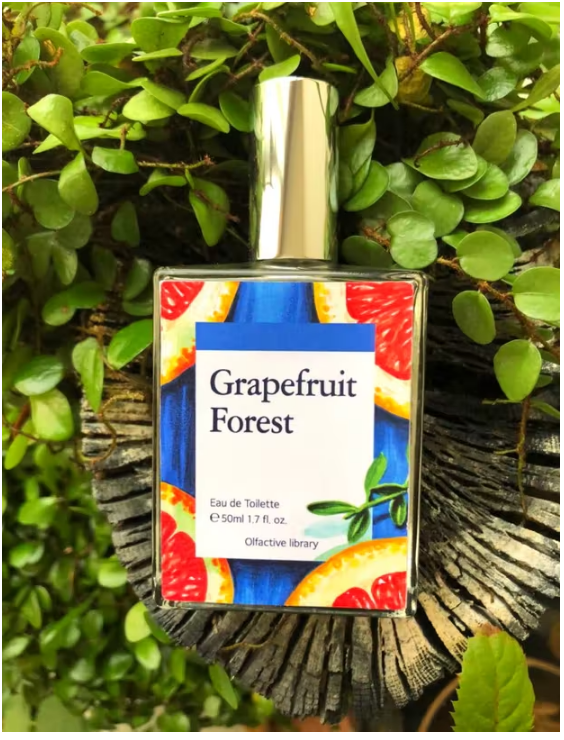 Grapefruit
Forest
Eau de Toilette
℮50ml 1.7 fl. oz.
Olfactive library